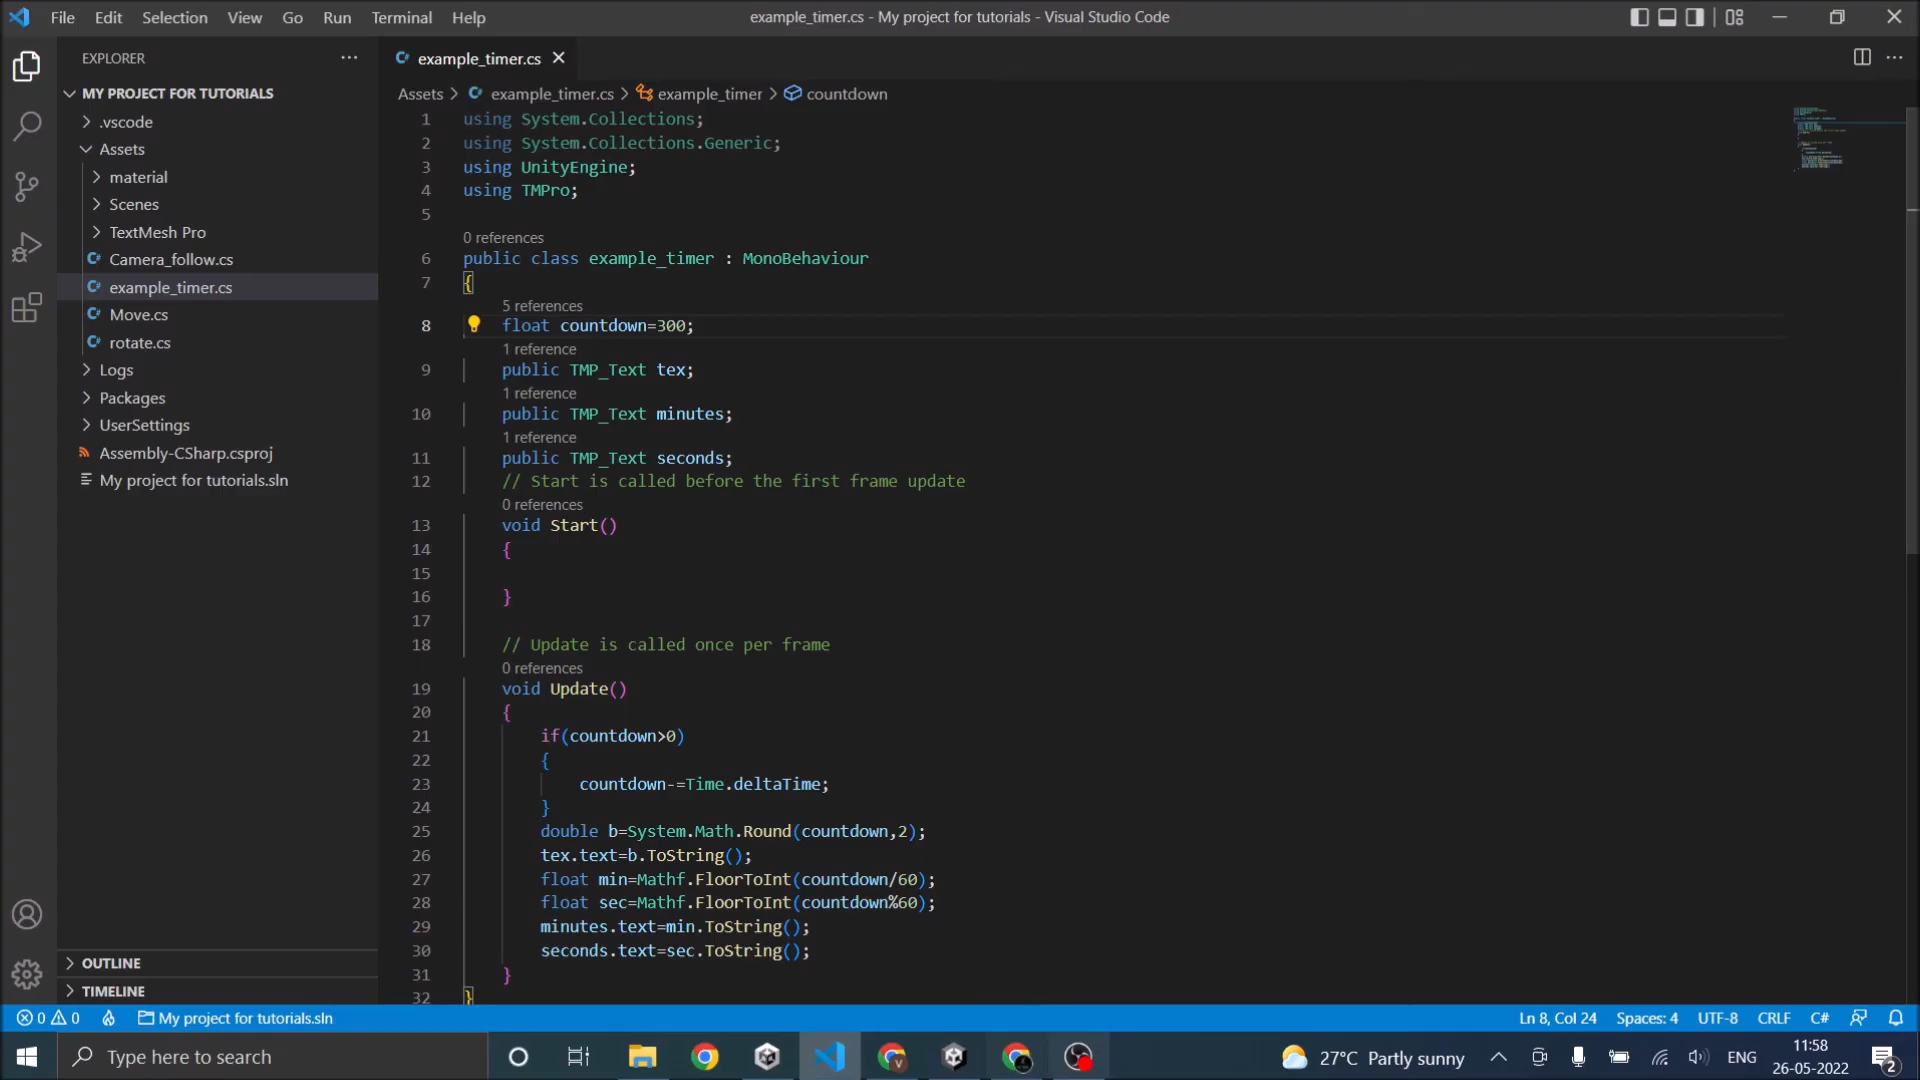 File Edit Selection View Go Run Terminal Help
example_timer.cs - My project for tutorials - Visual Studio Code
EXPLORER
MY PROJECT FOR TUTORIALS
.vscode
Assets
material
Scenes
TextMesh Pro
Camera_follow.cs
example_timer.cs
Move.cs
rotate.cs
Logs
Packages
UserSettings
Assembly-CSharp.csproj
My project for tutorials.sln
OUTLINE
TIMELINE
example_timer.cs
Assets > example_timer.cs > example_timer > countdown
1 using System.Collections;
2 using System.Collections.Generic;
3 using UnityEngine;
4 using TMPro;
5
0 references
6 public class example_timer : MonoBehaviour
7 {
5 references
8 float countdown=300;
1 reference
9 public TMP_Text tex;
1 reference
10 public TMP_Text minutes;
1 reference
11 public TMP_Text seconds;
12 // Start is called before the first frame update
0 references
13 void Start()
14 {
15
16 }
17
18 // Update is called once per frame
0 references
19 void Update()
20 {
21 if(countdown>0)
22 {
23 countdown-=Time.deltaTime;
24 }
25 double b=System.Math.Round(countdown,2);
26 tex.text=b.ToString();
27 float min=Mathf.FloorToInt(countdown/60);
28 float sec=Mathf.FloorToInt(countdown%60);
29 minutes.text=min.ToString();
30 seconds.text=sec.ToString();
31 }
32 }
0 0 My project for tutorials.sln
Ln 8, Col 24 Spaces: 4 UTF-8 CRLF C#
Type here to search
27°C Partly sunny
ENG
11:58
26-05-2022
2